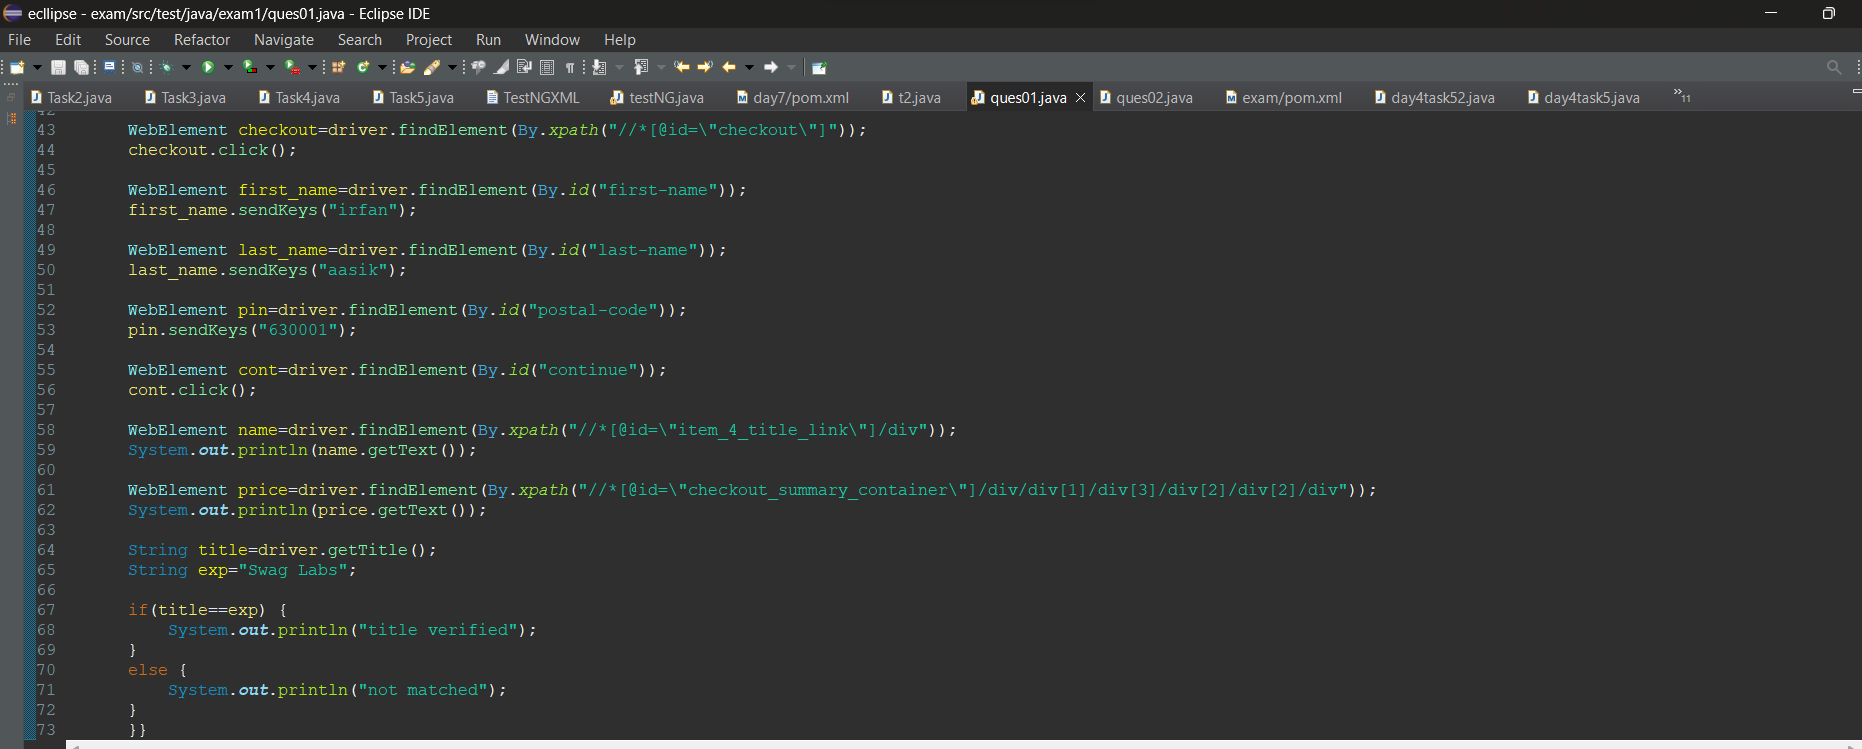 ecllipse - exam/src/test/java/exam1/ques01.java - Eclipse IDE
File Edit Source Refactor Navigate Search Project Run Window Help
Task2.java Task3.java Task4.java Task5.java TestNGXML testNG.java day7/pom.xml t2.java ques01.java ques02.java exam/pom.xml day4task52.java day4task5.java »11
42
43 WebElement checkout=driver.findElement(By.xpath("//*[@id=\"checkout\"]"));
44 checkout.click();
45
46 WebElement first_name=driver.findElement(By.id("first-name"));
47 first_name.sendKeys("irfan");
48
49 WebElement last_name=driver.findElement(By.id("last-name"));
50 last_name.sendKeys("aasik");
51
52 WebElement pin=driver.findElement(By.id("postal-code"));
53 pin.sendKeys("630001");
54
55 WebElement cont=driver.findElement(By.id("continue"));
56 cont.click();
57
58 WebElement name=driver.findElement(By.xpath("//*[@id=\"item_4_title_link\"]/div"));
59 System.out.println(name.getText());
60
61 WebElement price=driver.findElement(By.xpath("//*[@id=\"checkout_summary_container\"]/div/div[1]/div[3]/div[2]/div[2]/div"));
62 System.out.println(price.getText());
63
64 String title=driver.getTitle();
65 String exp="Swag Labs";
66
67 if(title==exp) {
68 System.out.println("title verified");
69 }
70 else {
71 System.out.println("not matched");
72 }
73 }}